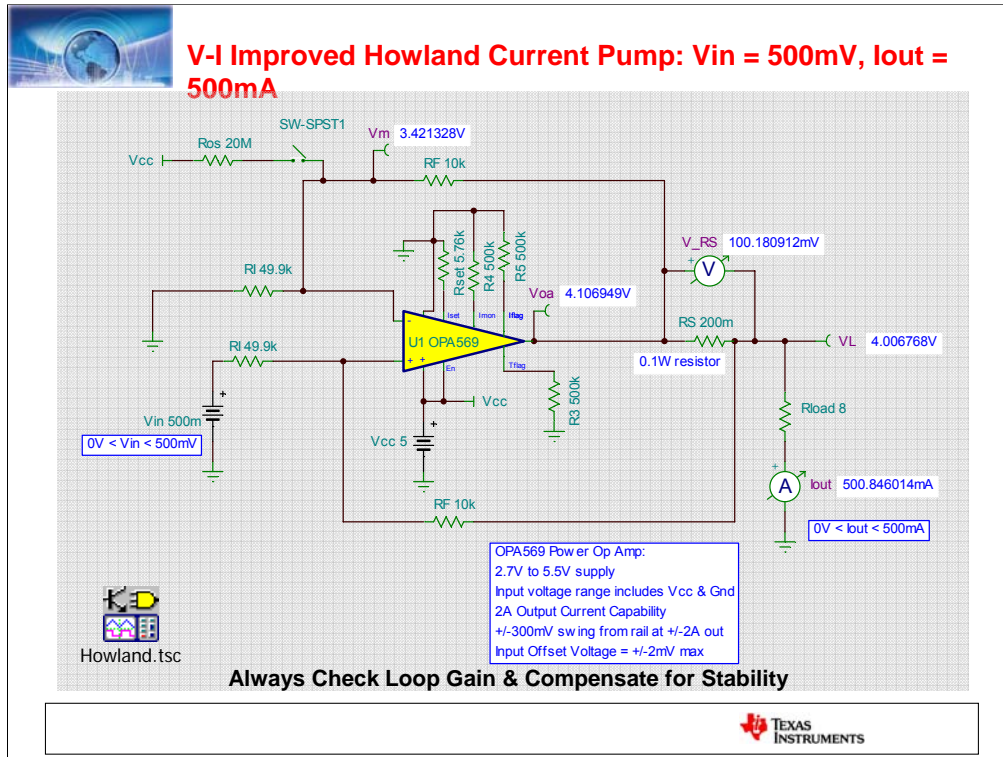 V-I Improved Howland Current Pump: Vin = 500mV, Iout =
500mA
SW-SPST1
Vm 3.421328V
Ros 20M
Vcc
RF 10k
V_RS 100.180912mV
V
Rset 5.76k
R4 500k
R5 500k
RI 49.9k
Voa 4.106949V
Iset
Imon
Iflag
U1 OPA569
RS 200m
VL 4.006768V
RI 49.9k
En
Tflag
0.1W resistor
Vcc
R3 500k
Rload 8
Vin 500m
0V < Vin < 500mV
Vcc 5
A
Iout 500.846014mA
RF 10k
0V < Iout < 500mA
OPA569 Power Op Amp:
2.7V to 5.5V supply
Input voltage range includes Vcc & Gnd
2A Output Current Capability
+/-300mV swing from rail at +/-2A out
Input Offset Voltage = +/-2mV max
Howland.tsc
Always Check Loop Gain & Compensate for Stability
TEXAS
INSTRUMENTS